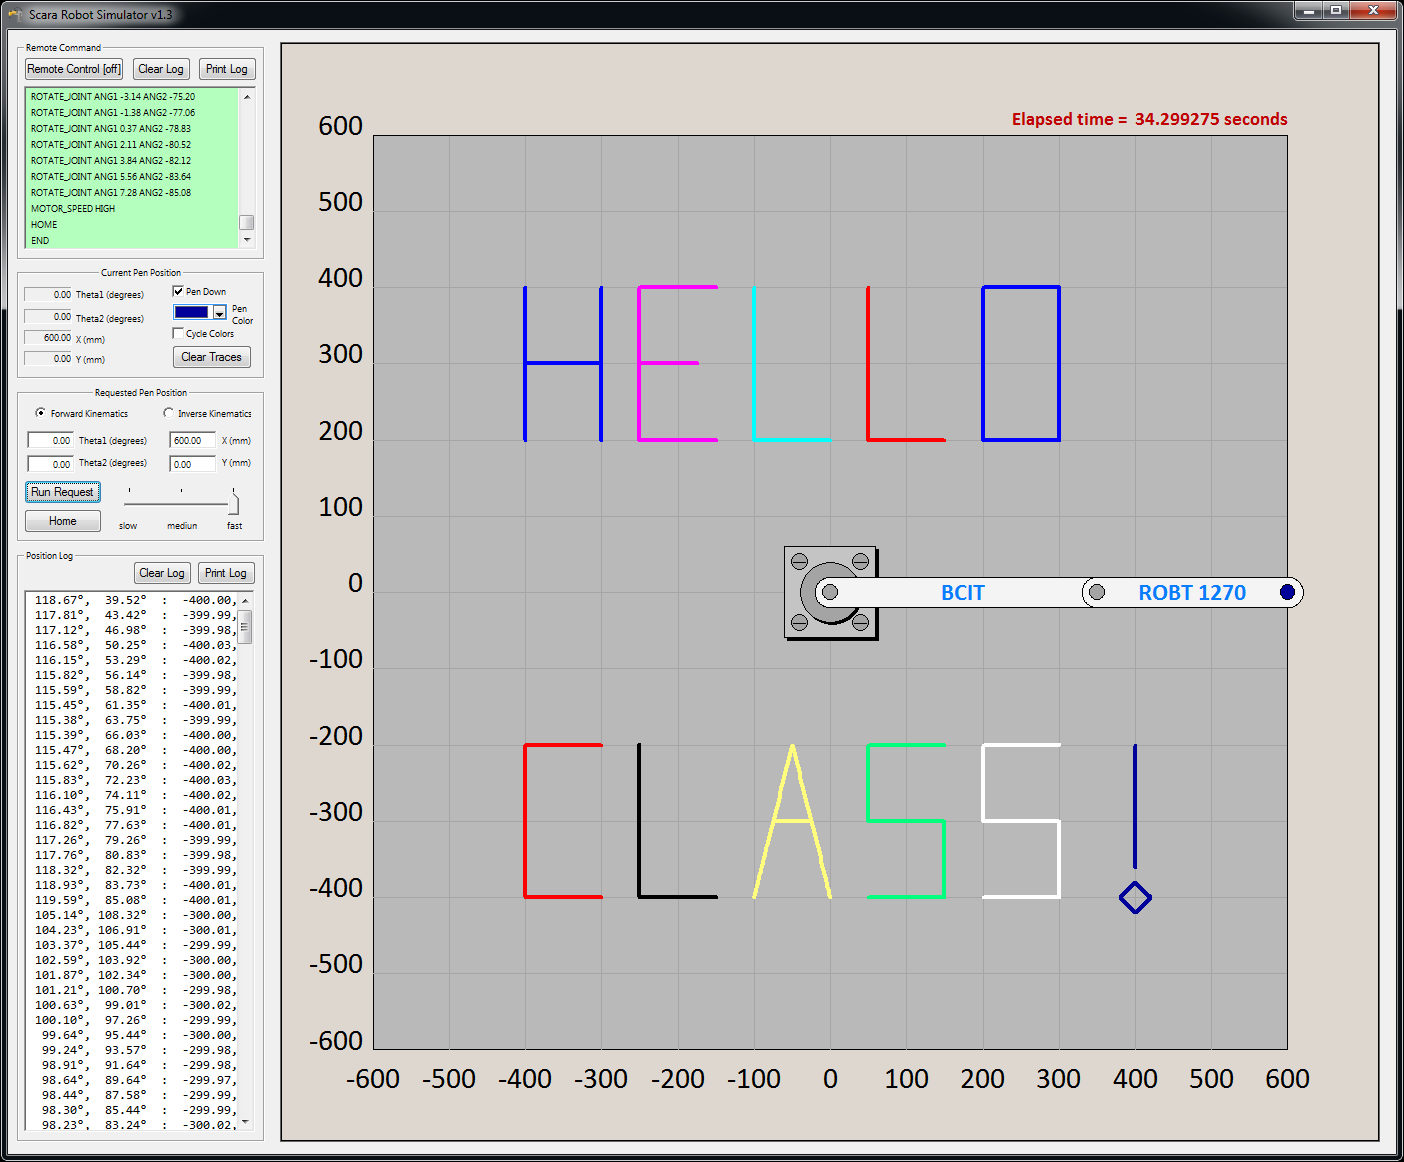 Scara Robot Simulator v1.3
Remote Command
Remote Control [off] Clear Log Print Log
ROTATE_JOINT ANG1 -3.14 ANG2 -75.20
ROTATE_JOINT ANG1 -1.38 ANG2 -77.06
ROTATE_JOINT ANG1 0.37 ANG2 -78.83
ROTATE_JOINT ANG1 2.11 ANG2 -80.52
ROTATE_JOINT ANG1 3.84 ANG2 -82.12
ROTATE_JOINT ANG1 5.56 ANG2 -83.64
ROTATE_JOINT ANG1 7.28 ANG2 -85.08
MOTOR_SPEED HIGH
HOME
END
Current Pen Position
0.00 Theta1 (degrees)
0.00 Theta2 (degrees)
600.00 X (mm)
0.00 Y (mm)
Pen Down
Pen Color
Cycle Colors
Clear Traces
Requested Pen Position
Forward Kinematics Inverse Kinematics
0.00 Theta1 (degrees) 600.00 X (mm)
0.00 Theta2 (degrees) 0.00 Y (mm)
Run Request
Home
slow mediun fast
Position Log
Clear Log Print Log
118.67°, 39.52° : -400.00,
117.81°, 43.42° : -399.99,
117.12°, 46.98° : -399.98,
116.58°, 50.25° : -400.03,
116.15°, 53.29° : -400.02,
115.82°, 56.14° : -399.98,
115.59°, 58.82° : -399.99,
115.45°, 61.35° : -400.01,
115.38°, 63.75° : -399.99,
115.39°, 66.03° : -400.00,
115.47°, 68.20° : -400.00,
115.62°, 70.26° : -400.02,
115.83°, 72.23° : -400.03,
116.10°, 74.11° : -400.02,
116.43°, 75.91° : -400.01,
116.82°, 77.63° : -400.01,
117.26°, 79.26° : -399.99,
117.76°, 80.83° : -399.98,
118.32°, 82.32° : -399.99,
118.93°, 83.73° : -400.01,
119.59°, 85.08° : -400.01,
105.14°, 108.32° : -300.00,
104.23°, 106.91° : -300.01,
103.37°, 105.44° : -299.99,
102.59°, 103.92° : -300.00,
101.87°, 102.34° : -300.00,
101.21°, 100.70° : -299.98,
100.63°, 99.01° : -300.02,
100.10°, 97.26° : -299.99,
99.64°, 95.44° : -300.00,
99.24°, 93.57° : -299.98,
98.91°, 91.64° : -299.98,
98.64°, 89.64° : -299.97,
98.44°, 87.58° : -299.99,
98.30°, 85.44° : -299.99,
98.23°, 83.24° : -300.02,
Elapsed time = 34.299275 seconds
600
500
400
300
200
100
0
-100
-200
-300
-400
-500
-600
HELLO
BCIT ROBT 1270
CLASS!
-600 -500 -400 -300 -200 -100 0 100 200 300 400 500 600